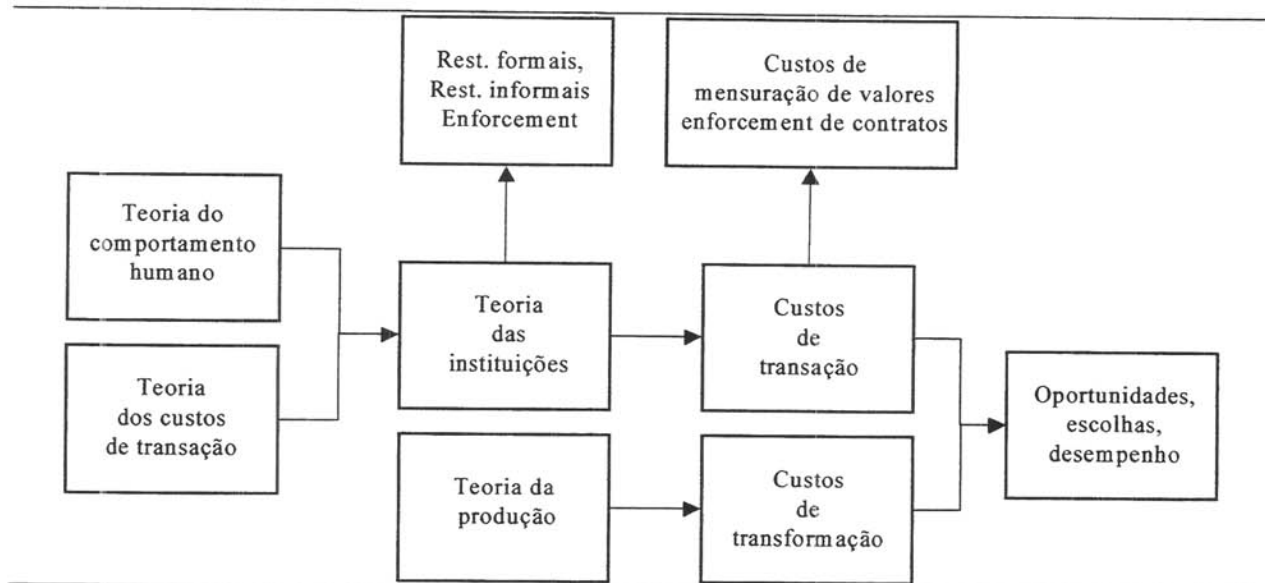 Rest. formais,
Rest. informais
Enforcement
Custos de
mensuração de valores
enforcement de contratos
Teoria do
comportamento
humano
Teoria
dos custos
de transação
Teoria
das
instituições
Custos
de
transação
Teoria da
produção
Custos
de
transformação
Oportunidades,
escolhas,
desempenho